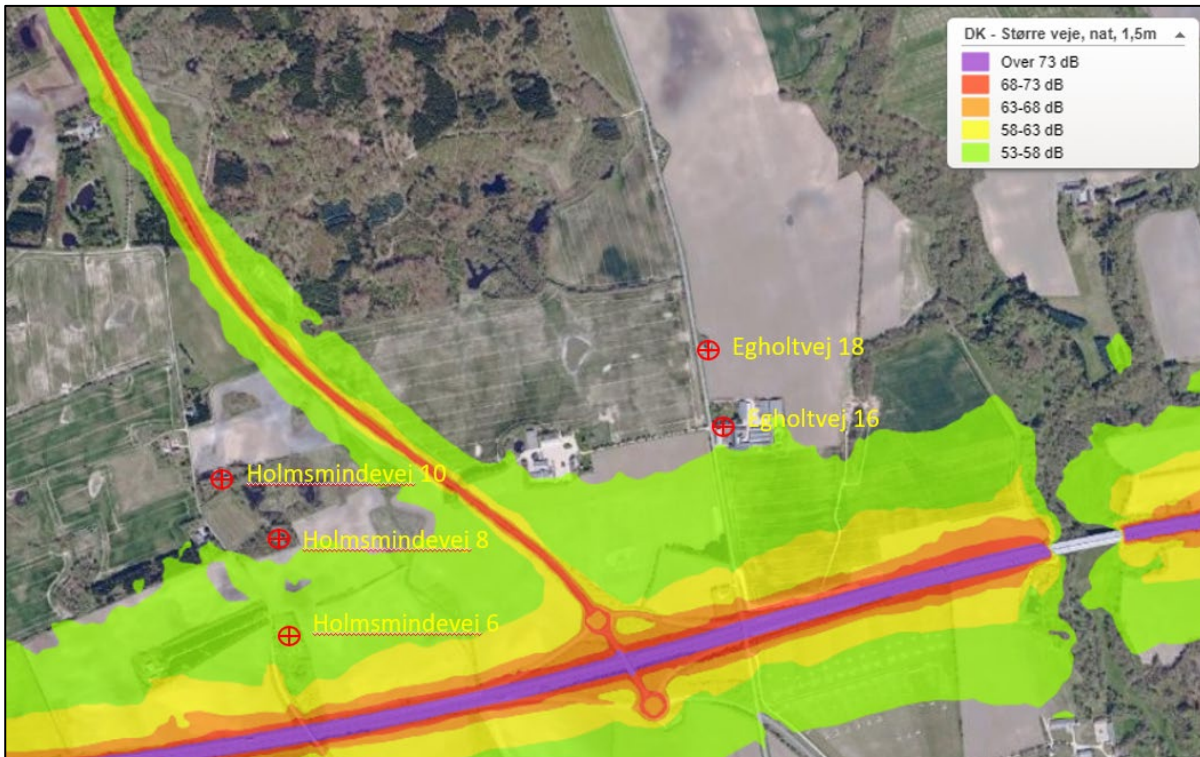 DK - Større veje, nat, 1,5m
Over 73 dB
68-73 dB
63-68 dB
58-63 dB
53-58 dB
Egholtvej 18
Egholtvej 16
Holmsmindevej 10
Holmsmindevej 8
Holmsmindevej 6